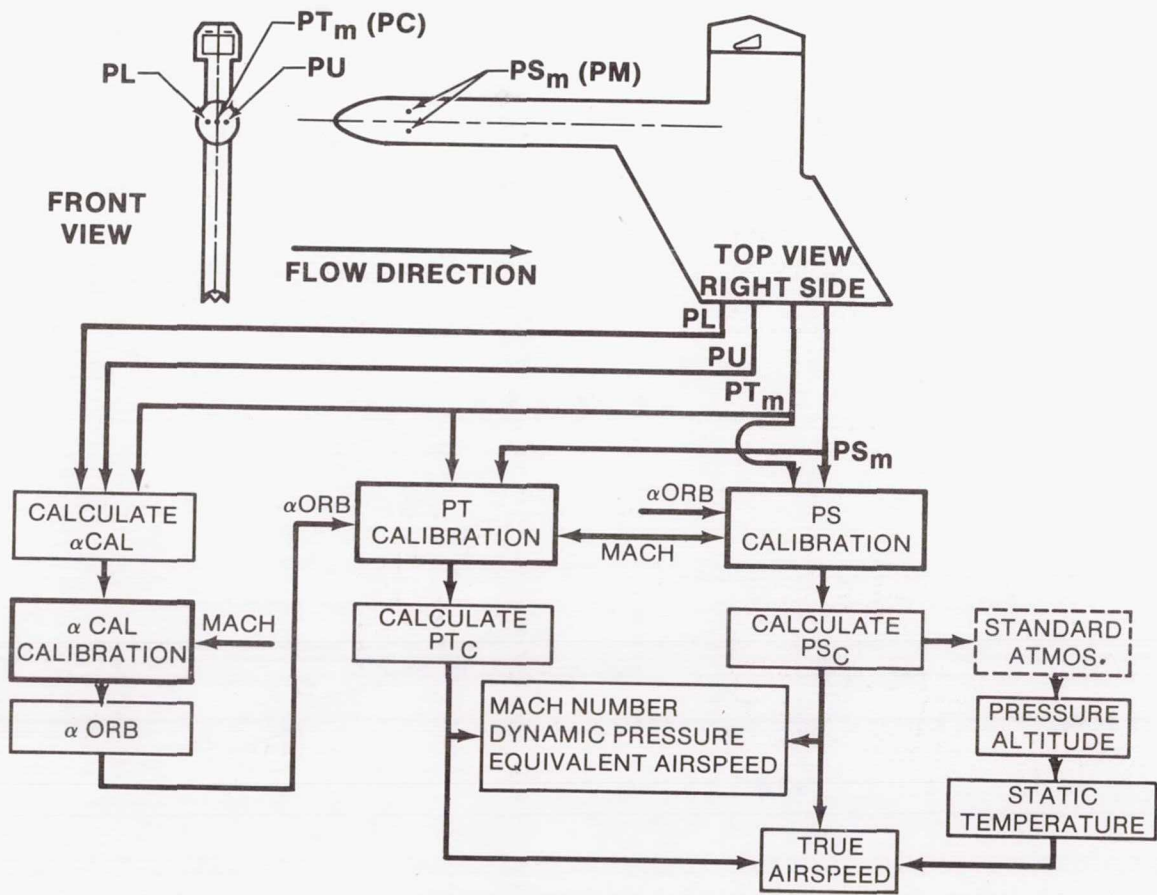 PTm (PC)
PL
PU
PSm (PM)
FRONT
VIEW
FLOW DIRECTION
TOP VIEW
RIGHT SIDE
PL
PU
PTm
PSm
CALCULATE
αCAL
αORB
PT
CALIBRATION
αORB
MACH
PS
CALIBRATION
α CAL
CALIBRATION
MACH
CALCULATE
PTC
CALCULATE
PSC
STANDARD
ATMOS.
α ORB
MACH NUMBER
DYNAMIC PRESSURE
EQUIVALENT AIRSPEED
PRESSURE
ALTITUDE
STATIC
TEMPERATURE
TRUE
AIRSPEED